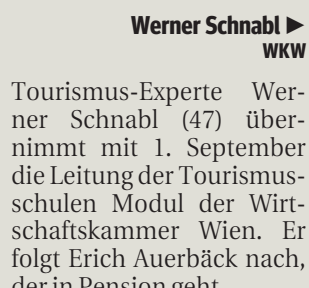 Werner Schnabl ►
WKW
Tourismus-Experte Wer-
ner Schnabl (47) über-
nimmt mit 1. September
die Leitung der Tourismus-
schulen Modul der Wirt-
schaftskammer Wien. Er
folgt Erich Auerbäck nach,
der in Pension geht.